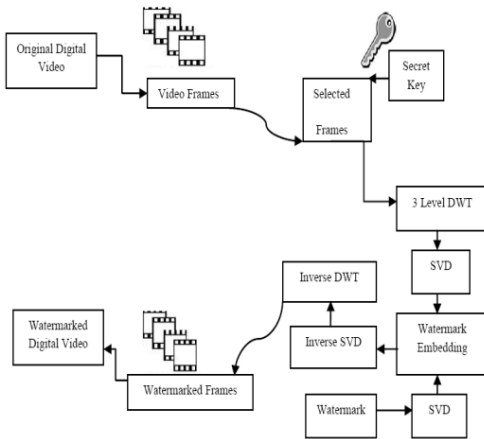 Original Digital
Video
Video Frames
Selected
Frames
Secret
Key
3 Level DWT
SVD
Inverse DWT
Watermarked
Digital Video
Inverse SVD
Watermark
Embedding
Watermarked Frames
Watermark
SVD